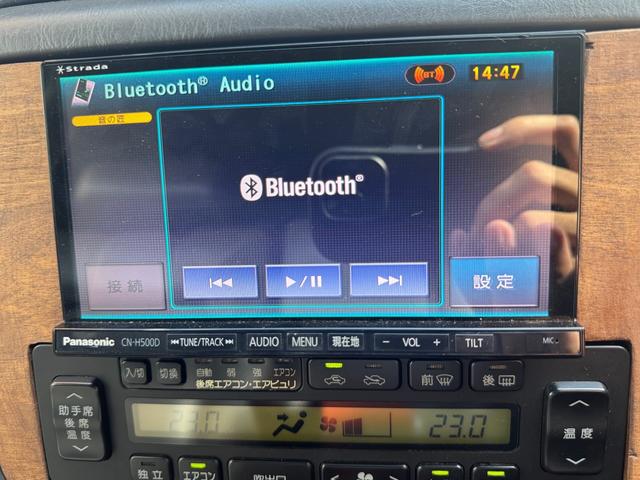 Strada
Bluetooth® Audio
BT
14:47
音の匠
Bluetooth®
接続
設定
Panasonic CN-H500D TUNE/TRACK AUDIO MENU 現在地 − VOL + TILT MIC
入/切 切換 自動 弱 強 エアコン
後席エアコン・エアピュリ
前 後
助手席
後席
温度
23.0 23.0
温度
独立 エアコン 吹出口